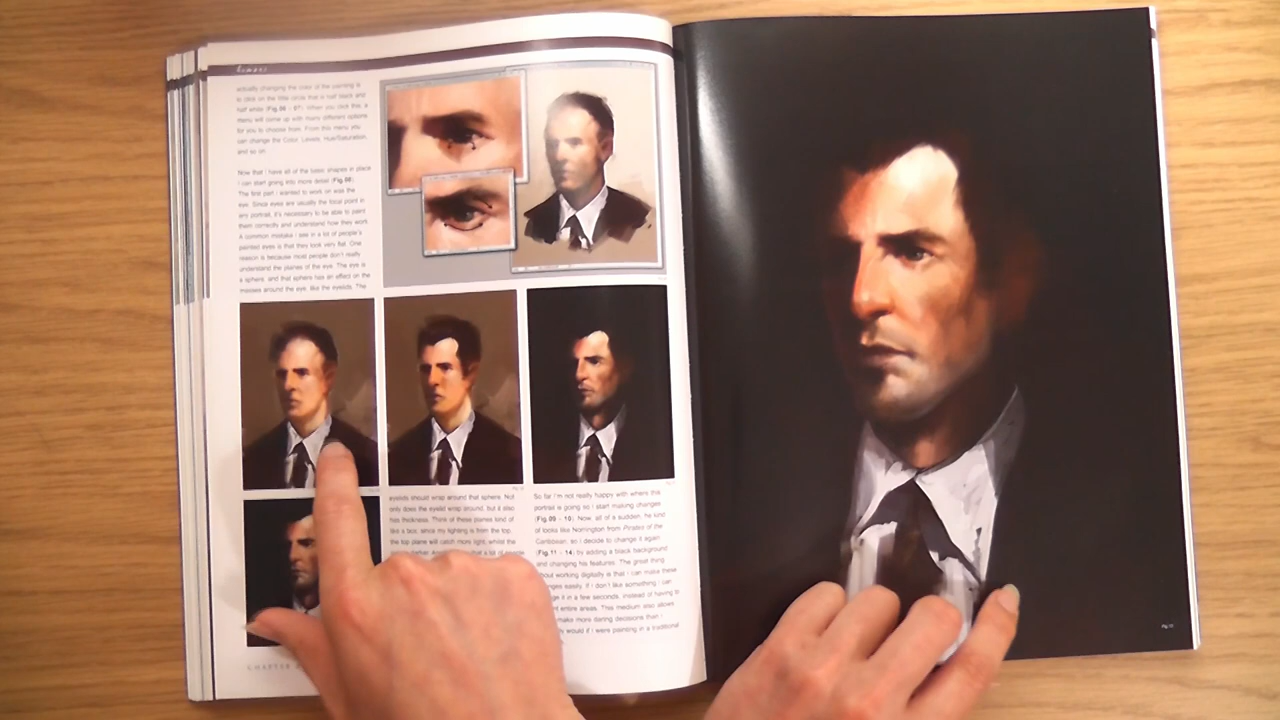 humans
actually changing the color of the painting is
to click on the little circle that is half black and
half white (Fig.06 - 07). When you click this, a
menu will come up with many different options
for you to choose from. From this menu you
can change the Color, Levels, Hue/Saturation,
and so on.
Now that I have all of the basic shapes in place
I can start going into more detail (Fig.08).
The first part I wanted to work on was the
eye. Since eyes are usually the focal point in
any portrait, it's necessary to be able to paint
them correctly and understand how they work.
A common mistake I see in a lot of people's
painted eyes is that they look very flat. One
reason is because most people don't really
understand the planes of the eye. The eye is
a sphere, and that sphere has an effect on the
masses around the eye, like the eyelids. The
eyelids should wrap around that sphere. Not
only does the eyelid wrap around, but it also
has thickness. Think of these planes kind of
like a box; since my lighting is from the top,
the top plane will catch more light, whilst the
that a lot of people
So far I'm not really happy with where this
portrait is going so I start making changes
(Fig.09 - 10). Now, all of a sudden, he kind
of looks like Norrington from Pirates of the
Caribbean, so I decide to change it again
(Fig.11 - 14) by adding a black background
and changing his features. The great thing
about working digitally is that I can make these
changes easily. If I don't like something I can
it in a few seconds, instead of having to
entire areas. This medium also allows
make more daring decisions than I
would if I were painting in a traditional
CHAPTER